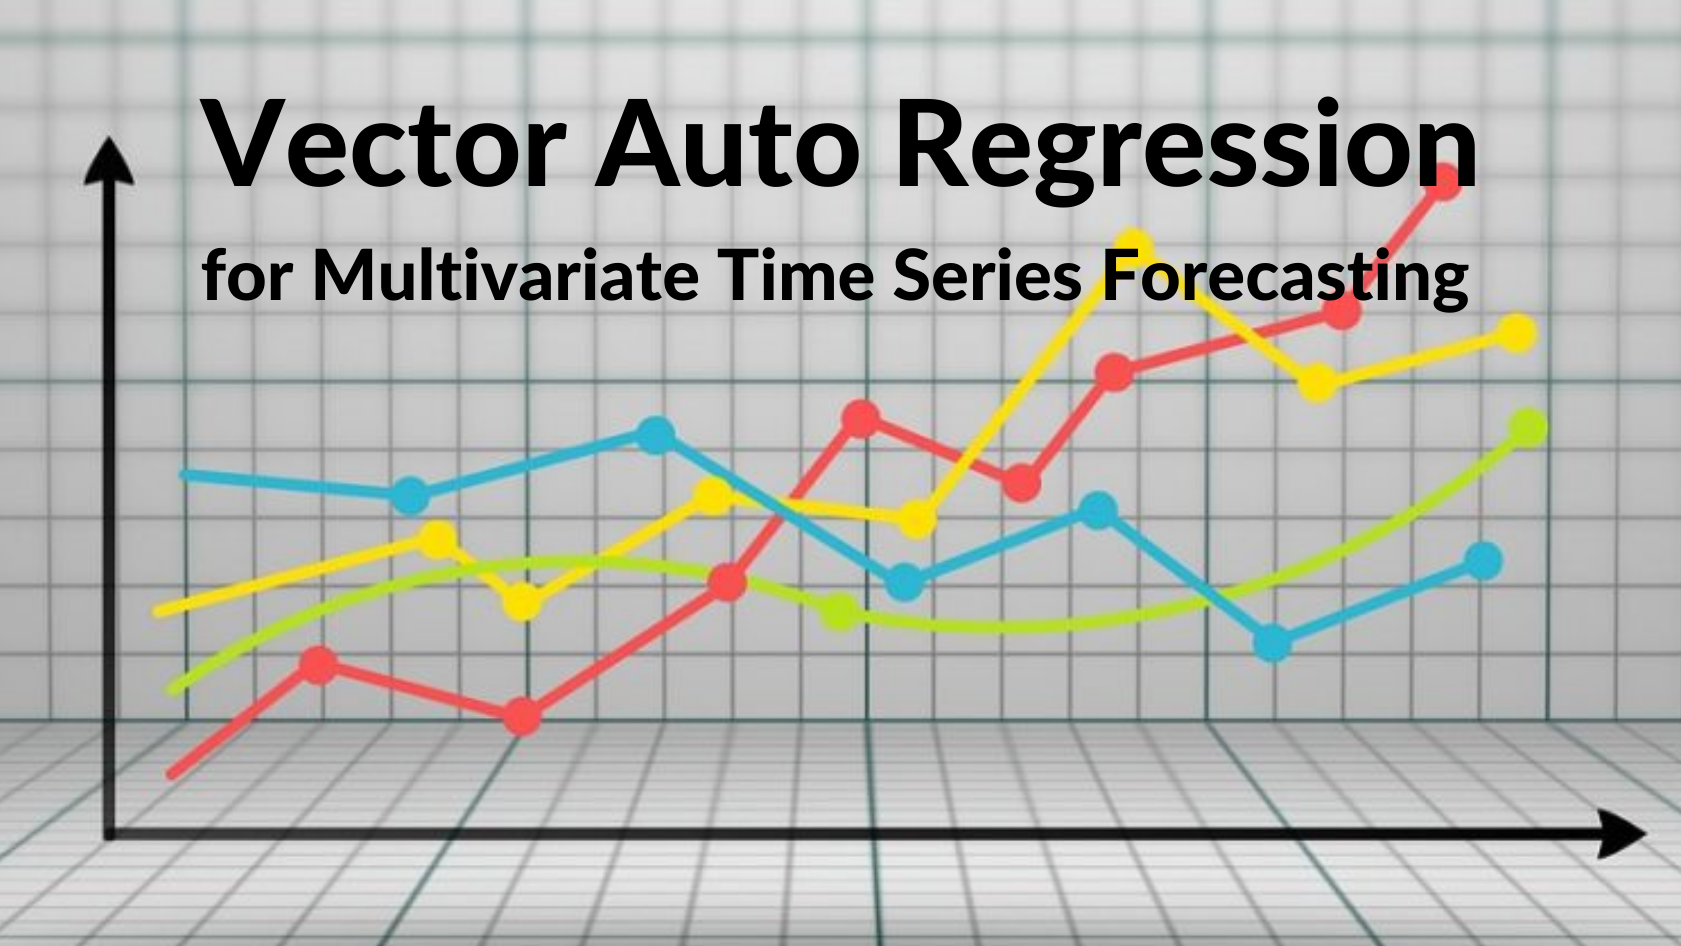 Vector Auto Regression
for Multivariate Time Series Forecasting